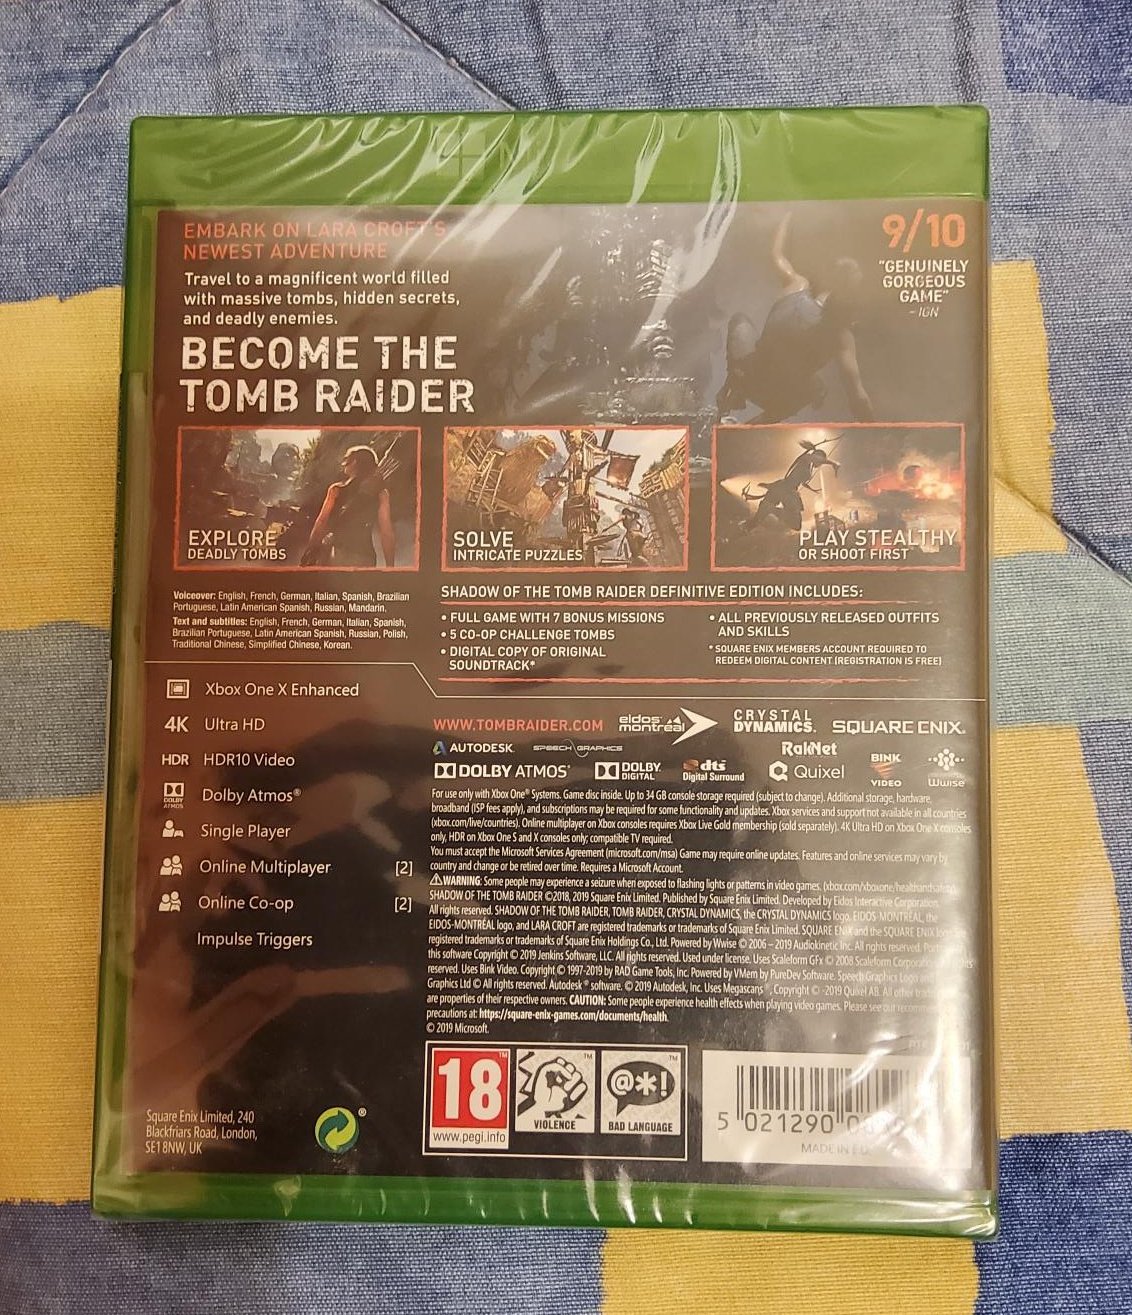 EMBARK ON LARA CROFT'S
NEWEST ADVENTURE
Travel to a magnificent world filled
with massive tombs, hidden secrets,
and deadly enemies.
BECOME THE
TOMB RAIDER
9/10
"GENUINELY
GORGEOUS
GAME"
- IGN
EXPLORE
DEADLY TOMBS
SOLVE
INTRICATE PUZZLES
PLAY STEALTHY
OR SHOOT FIRST
Voiceover: English, French, German, Italian, Spanish, Brazilian
Portuguese, Latin American Spanish, Russian, Mandarin.
Text and subtitles: English, French, German, Italian, Spanish,
Brazilian Portuguese, Latin American Spanish, Russian, Polish,
Traditional Chinese, Simplified Chinese, Korean.
SHADOW OF THE TOMB RAIDER DEFINITIVE EDITION INCLUDES:
• FULL GAME WITH 7 BONUS MISSIONS
• 5 CO-OP CHALLENGE TOMBS
• DIGITAL COPY OF ORIGINAL
SOUNDTRACK*
• ALL PREVIOUSLY RELEASED OUTFITS
AND SKILLS
* SQUARE ENIX MEMBERS ACCOUNT REQUIRED TO
REDEEM DIGITAL CONTENT (REGISTRATION IS FREE)
Xbox One X Enhanced
4K Ultra HD
HDR HDR10 Video
DOLBY ATMOS Dolby Atmos®
Single Player
Online Multiplayer [2]
Online Co-op [2]
Impulse Triggers
WWW.TOMBRAIDER.COM eidos montréal CRYSTAL DYNAMICS. SQUARE ENIX.
AUTODESK SPEECH GRAPHICS RakNet
DOLBY ATMOS® DOLBY DIGITAL dts Digital Surround Quixel BINK VIDEO Wwise
For use only with Xbox One® Systems. Game disc inside. Up to 34 GB console storage required (subject to change). Additional storage, hardware,
broadband (ISP fees apply), and subscriptions may be required for some functionality and updates. Xbox services and support not available in all countries
(xbox.com/live/countries). Online multiplayer on Xbox consoles requires Xbox Live Gold membership (sold separately). 4K Ultra HD on Xbox One X consoles
only, HDR on Xbox One S and X consoles only; compatible TV required.
You must accept the Microsoft Services Agreement (microsoft.com/msa) Game may require online updates. Features and online services may vary by
country and change or be retired over time. Requires a Microsoft Account.
⚠WARNING: Some people may experience a seizure when exposed to flashing lights or patterns in video games. (xbox.com/xboxone/healthandsafety).
SHADOW OF THE TOMB RAIDER ©2018, 2019 Square Enix Limited. Published by Square Enix Limited. Developed by Eidos Interactive Corporation.
All rights reserved. SHADOW OF THE TOMB RAIDER, TOMB RAIDER, CRYSTAL DYNAMICS, the CRYSTAL DYNAMICS logo, EIDOS-MONTRÉAL, the
EIDOS-MONTRÉAL logo, and LARA CROFT are registered trademarks or trademarks of Square Enix Limited. SQUARE ENIX and the SQUARE ENIX logo
registered trademarks or trademarks of Square Enix Holdings Co., Ltd. Powered by Wwise © 2006 – 2019 Audiokinetic Inc. All rights reserved.
this software Copyright © 2019 Jenkins Software, LLC. All rights reserved. Used under license. Uses Scaleform GFx © 2008 Scaleform Corporation
reserved. Uses Bink Video. Copyright © 1997-2019 by RAD Game Tools, Inc. Powered by VMem by PureDev Software. Speech Graphics Logo
Graphics Ltd © All rights reserved. Autodesk® software. © 2019 Autodesk, Inc. Uses Megascans®, Copyright © -2019 Quixel AB. All other
are properties of their respective owners. CAUTION: Some people experience health effects when playing video games. Please see our
precautions at: https://square-enix-games.com/documents/health.
© 2019 Microsoft.
18
www.pegi.info
VIOLENCE
@*!
BAD LANGUAGE
5 021290
MADE IN E.U.
Square Enix Limited, 240
Blackfriars Road, London,
SE1 8NW, UK